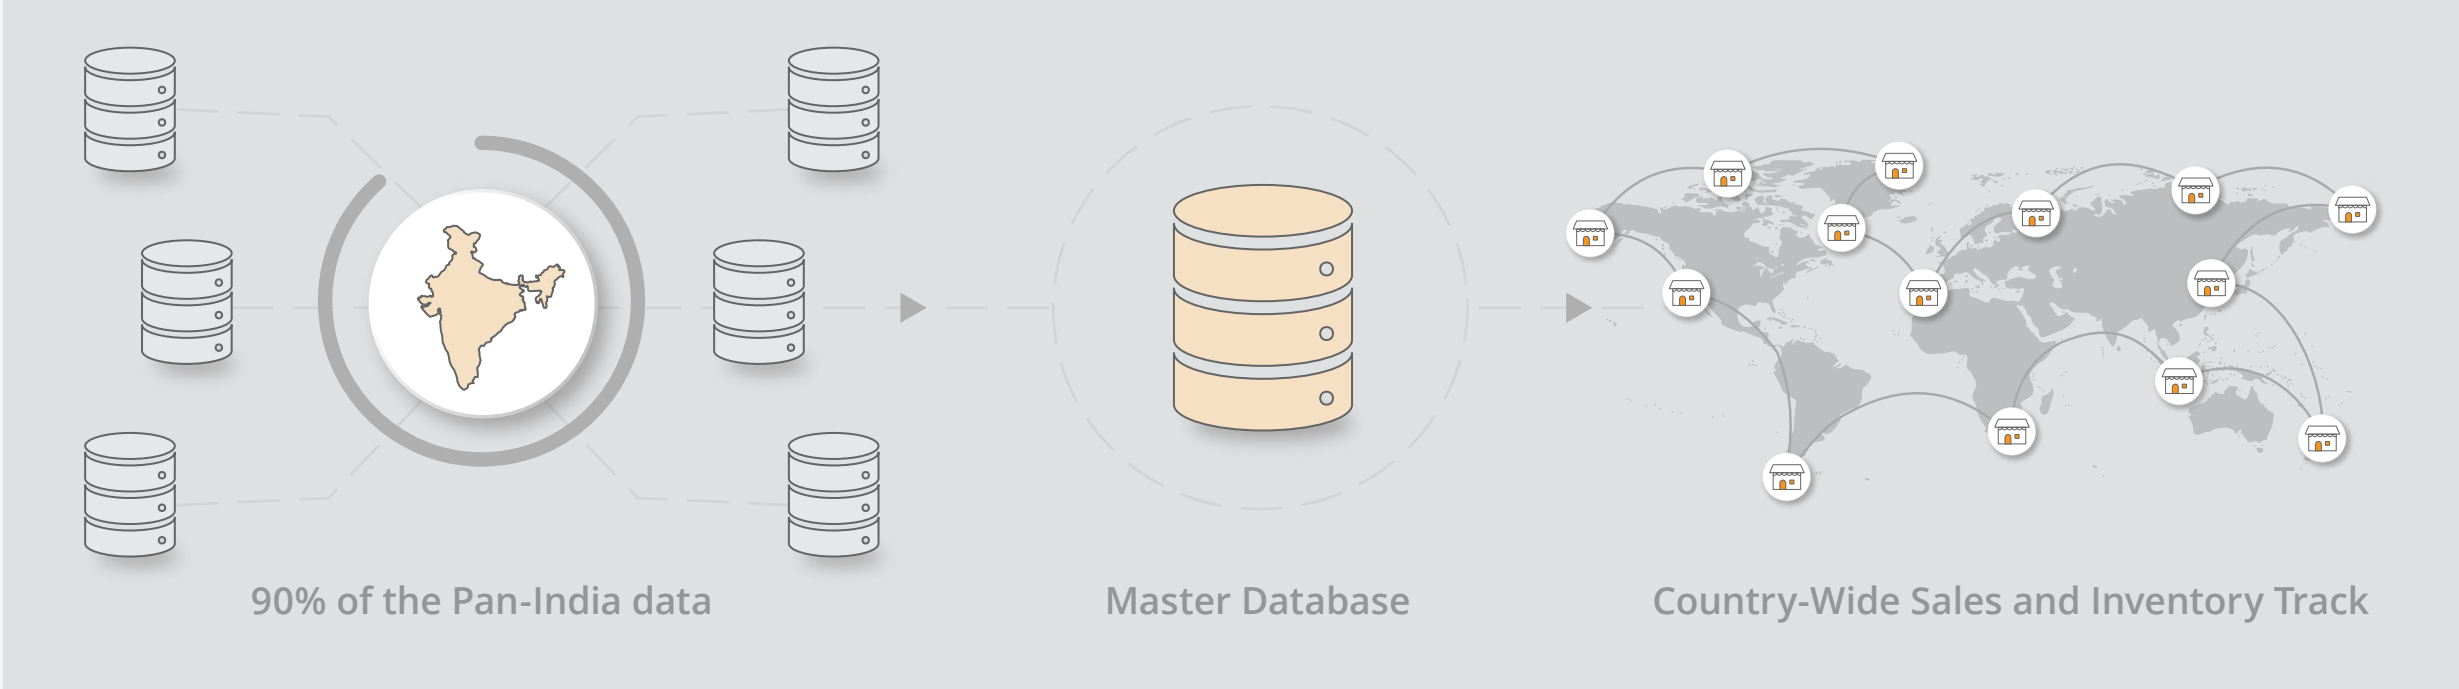 90% of the Pan-India data
Master Database
Country-Wide Sales and Inventory Track